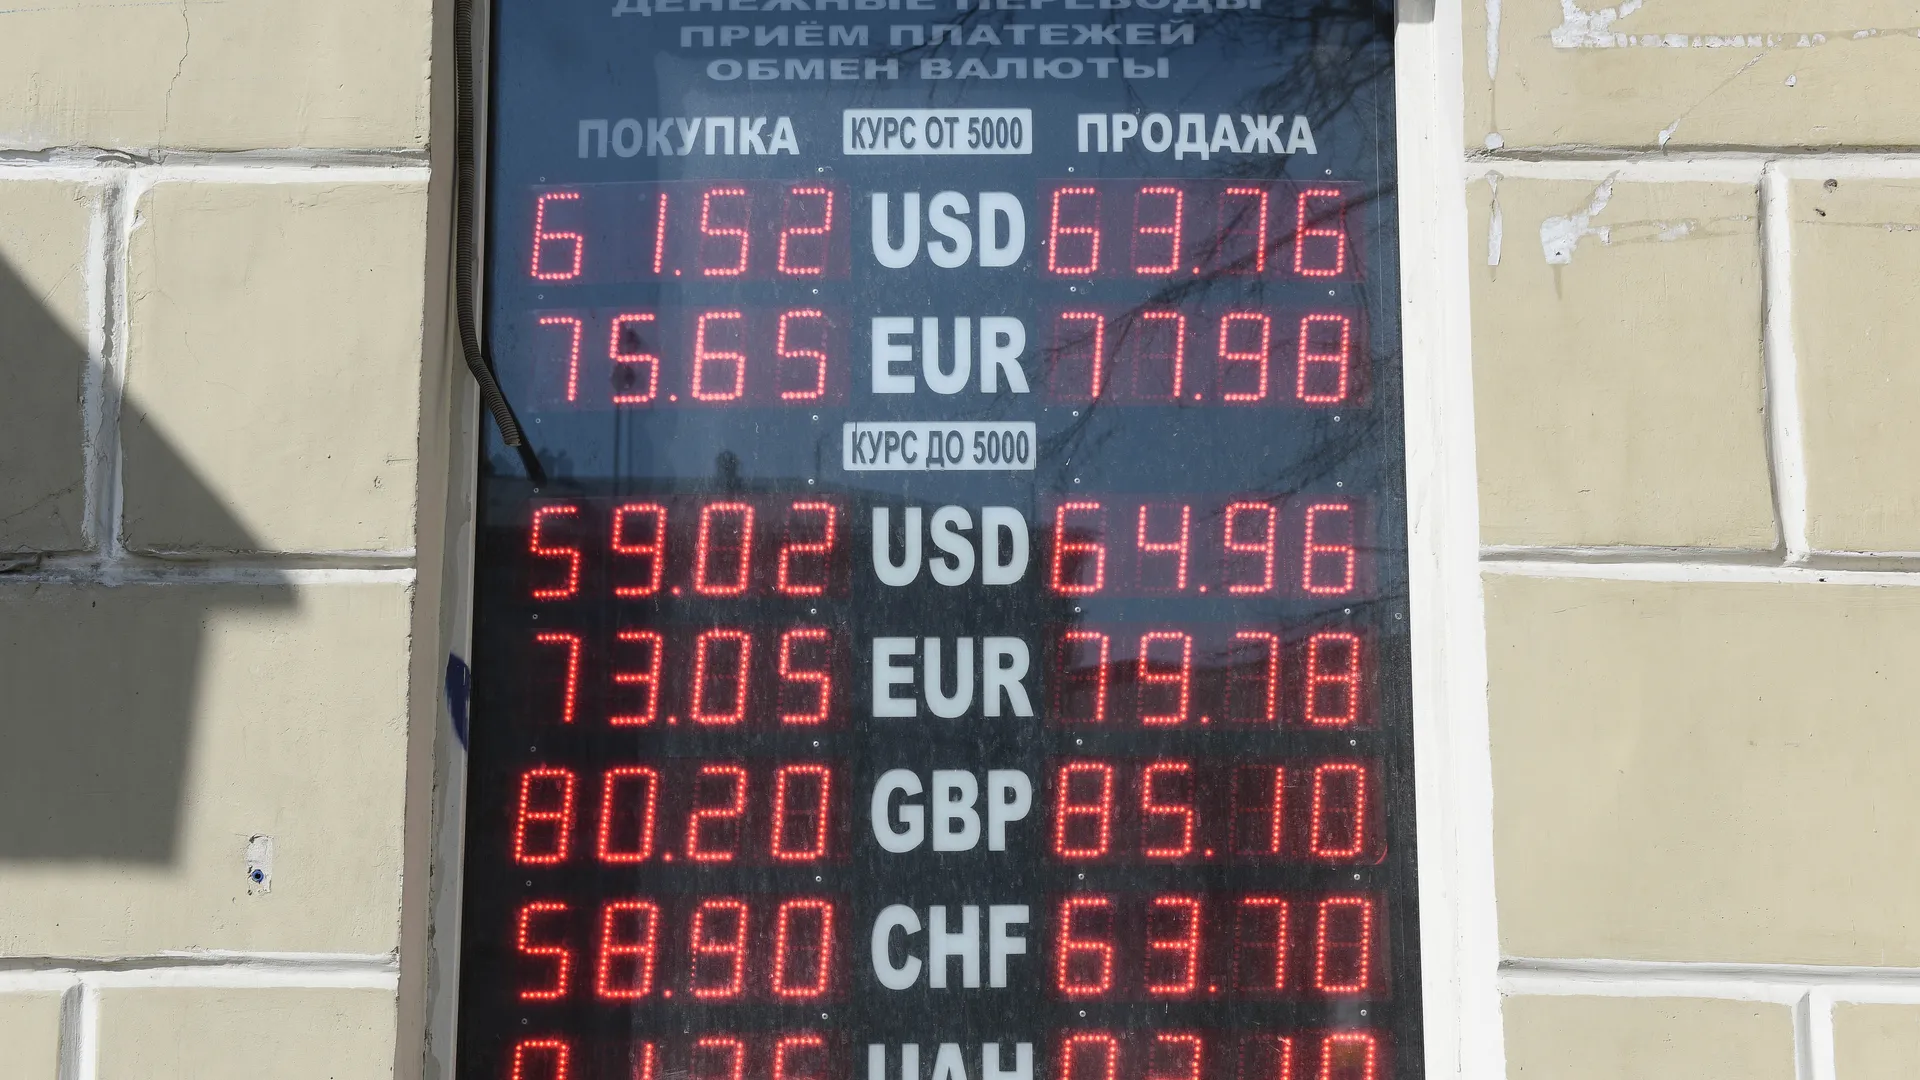 ДЕНЕЖНЫЕ ПЕРЕВОДЫ
ПРИЁМ ПЛАТЕЖЕЙ
ОБМЕН ВАЛЮТЫ
ПОКУПКА КУРС ОТ 5000 ПРОДАЖА
61.52 USD 63.76
75.65 EUR 77.98
КУРС ДО 5000
59.02 USD 64.96
73.05 EUR 79.78
80.20 GBP 85.10
58.90 CHF 63.70
UAH